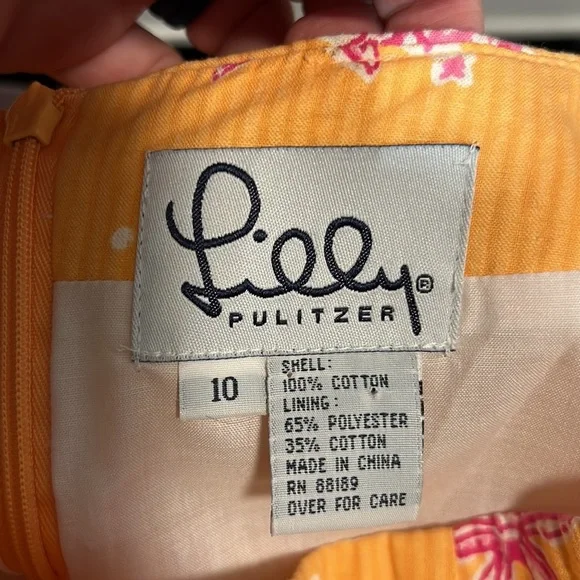 Lilly®
PULITZER
10
SHELL:
100% COTTON
LINING:
65% POLYESTER
35% COTTON
MADE IN CHINA
RN 88189
OVER FOR CARE